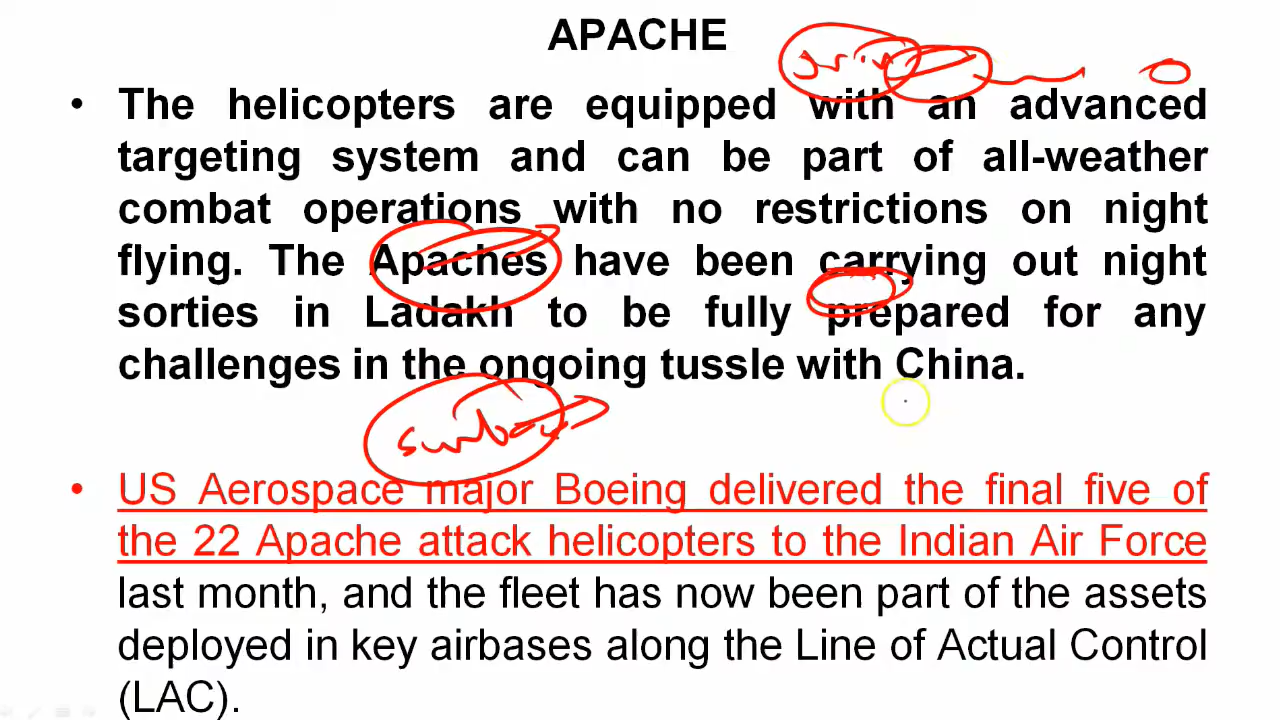 APACHE
• The helicopters are equipped with an advanced
targeting system and can be part of all-weather
combat operations with no restrictions on night
flying. The Apaches have been carrying out night
sorties in Ladakh to be fully prepared for any
challenges in the ongoing tussle with China.
• US Aerospace major Boeing delivered the final five of
the 22 Apache attack helicopters to the Indian Air Force
last month, and the fleet has now been part of the assets
deployed in key airbases along the Line of Actual Control
(LAC).